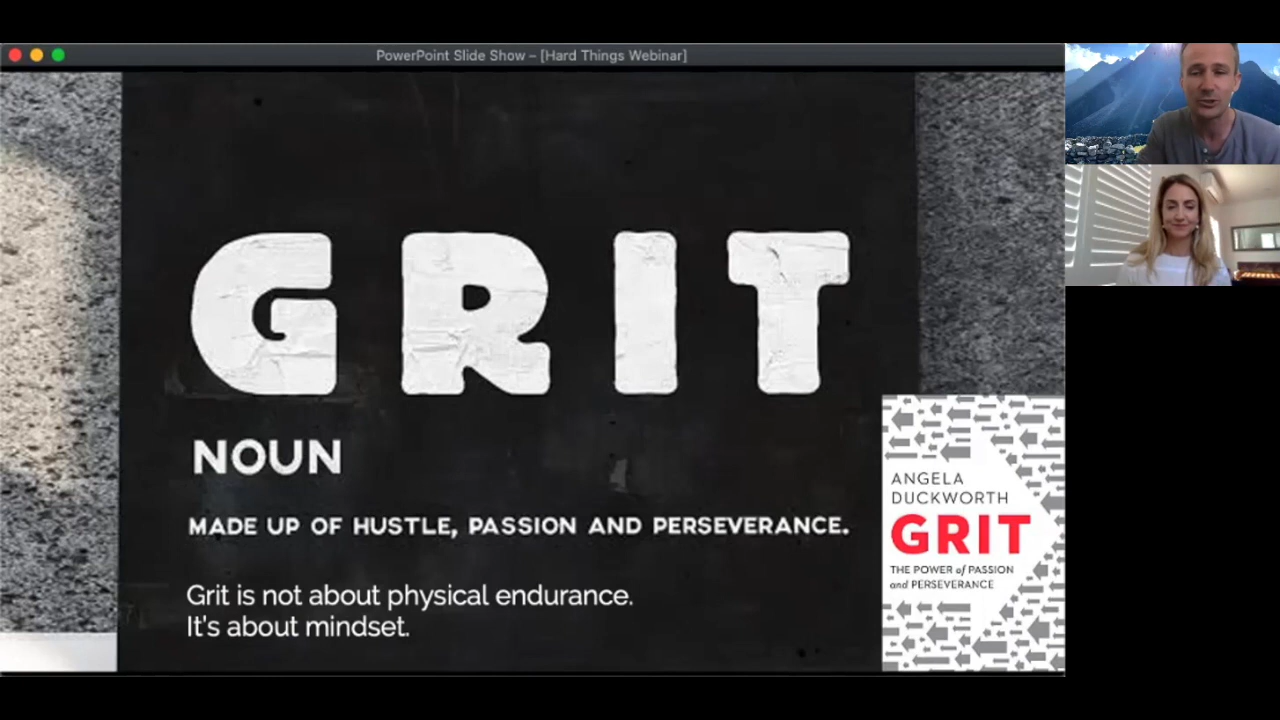 PowerPoint Slide Show – [Hard Things Webinar]
GRIT
NOUN
MADE UP OF HUSTLE, PASSION AND PERSEVERANCE.
Grit is not about physical endurance.
It's about mindset.
ANGELA
DUCKWORTH
GRIT
THE POWER of PASSION
and PERSEVERANCE